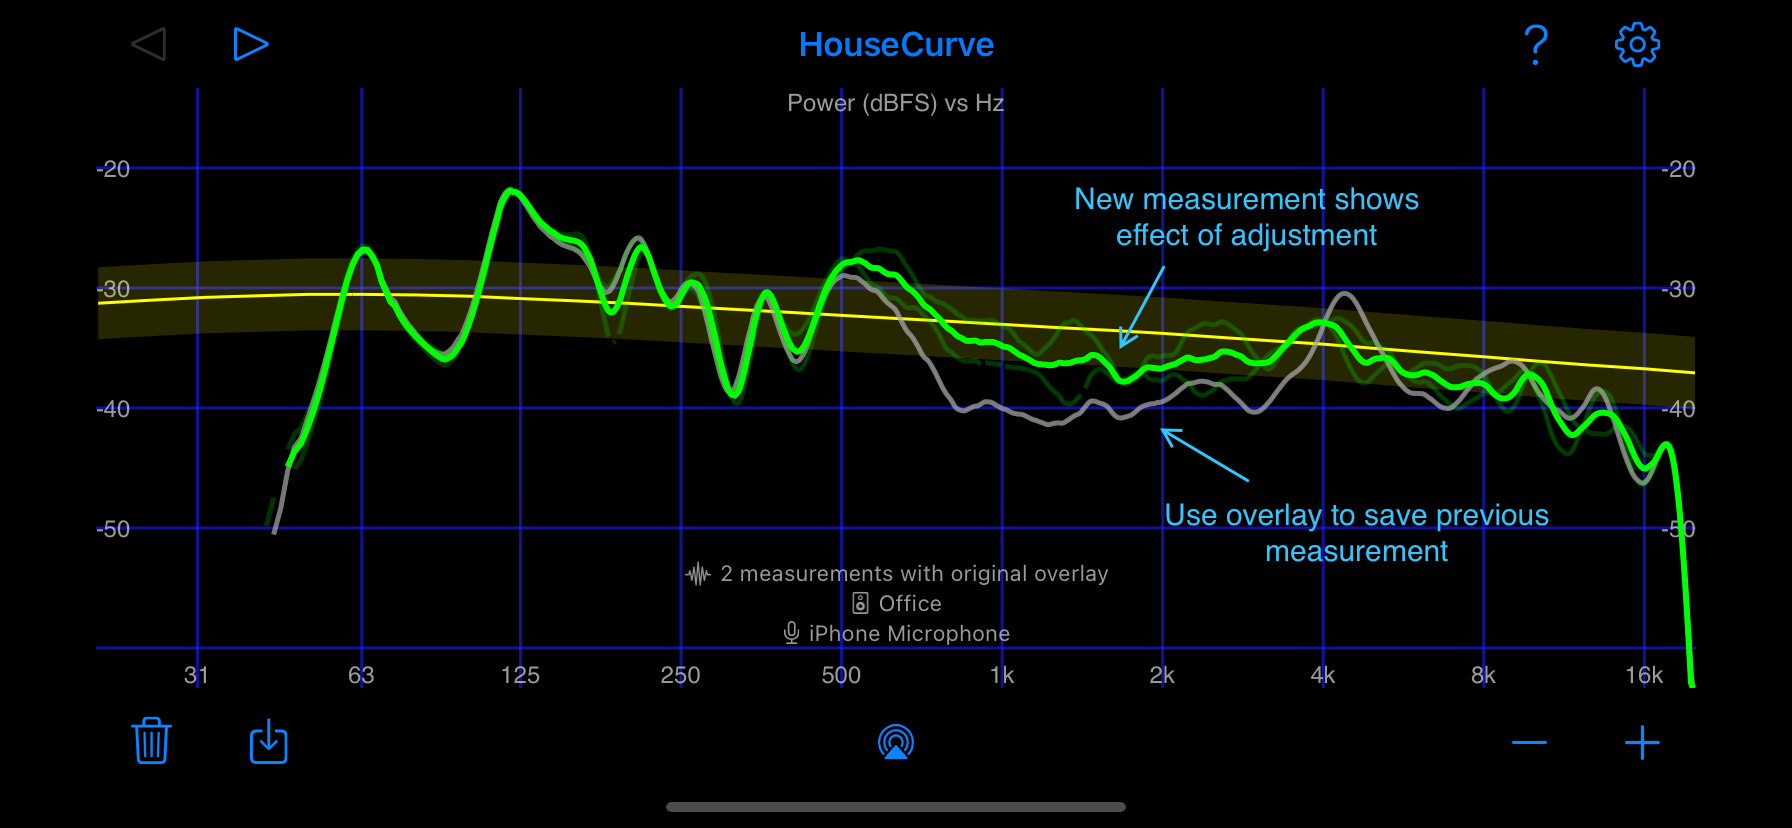 HouseCurve
?
Power (dBFS) vs Hz
-20 -20
New measurement shows
effect of adjustment
-30 -30
-40 -40
Use overlay to save previous
measurement
-50 -50
2 measurements with original overlay
Office
iPhone Microphone
31 63 125 250 500 1k 2k 4k 8k 16k